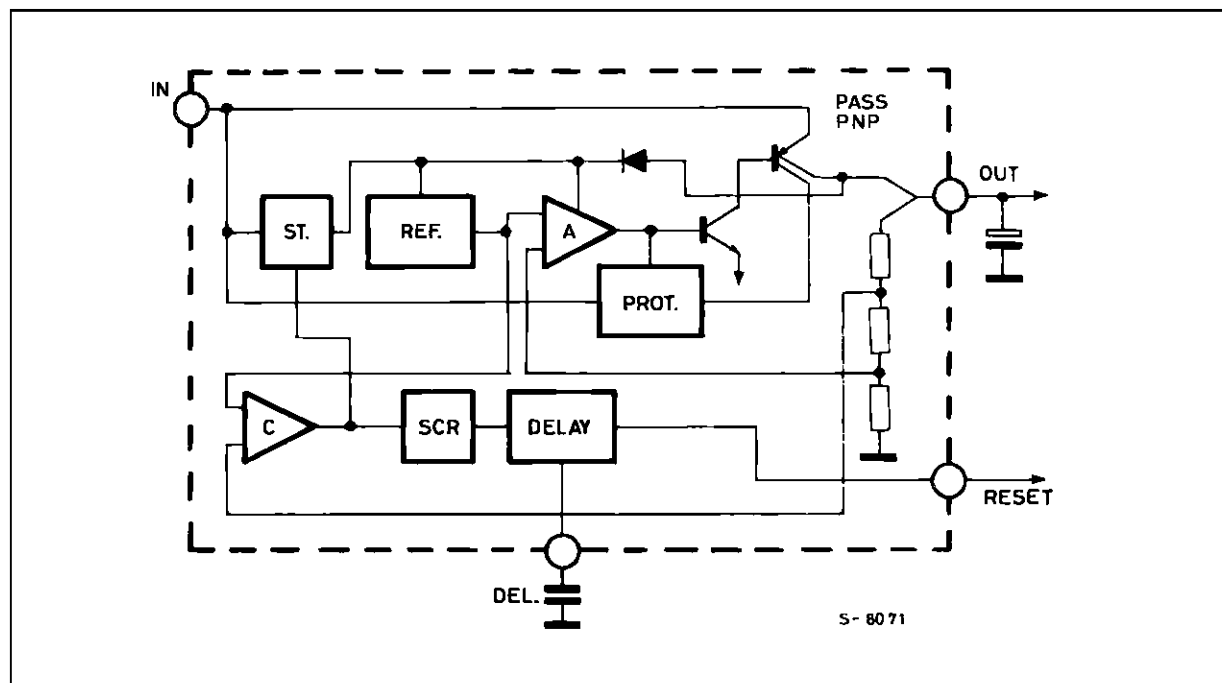 IN
PASS
PNP
OUT
ST.
REF.
A
PROT.
C
SCR
DELAY
RESET
DEL.
S-8071